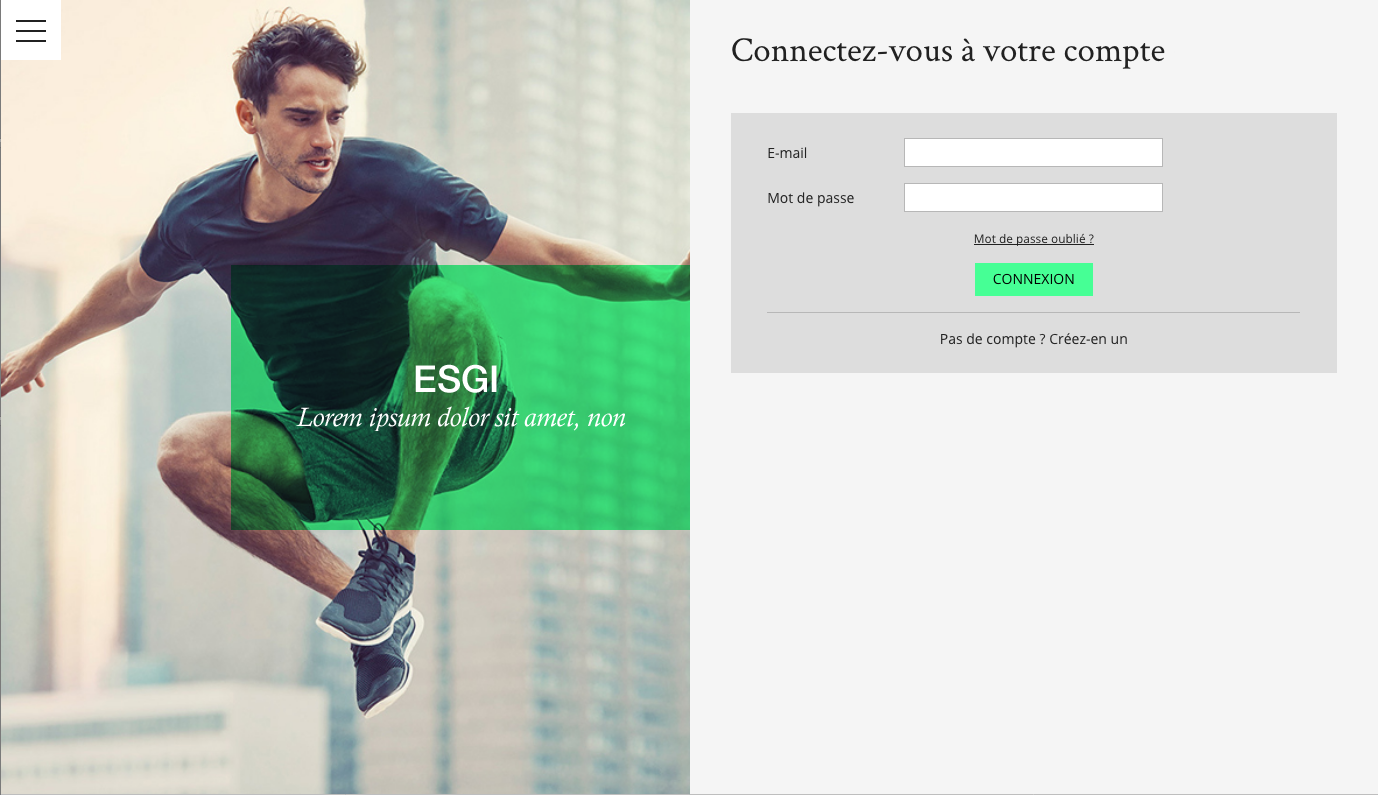 Connectez-vous à votre compte
E-mail
Mot de passe
Mot de passe oublié ?
CONNEXION
Pas de compte ? Créez-en un
ESGI
Lorem ipsum dolor sit amet, non